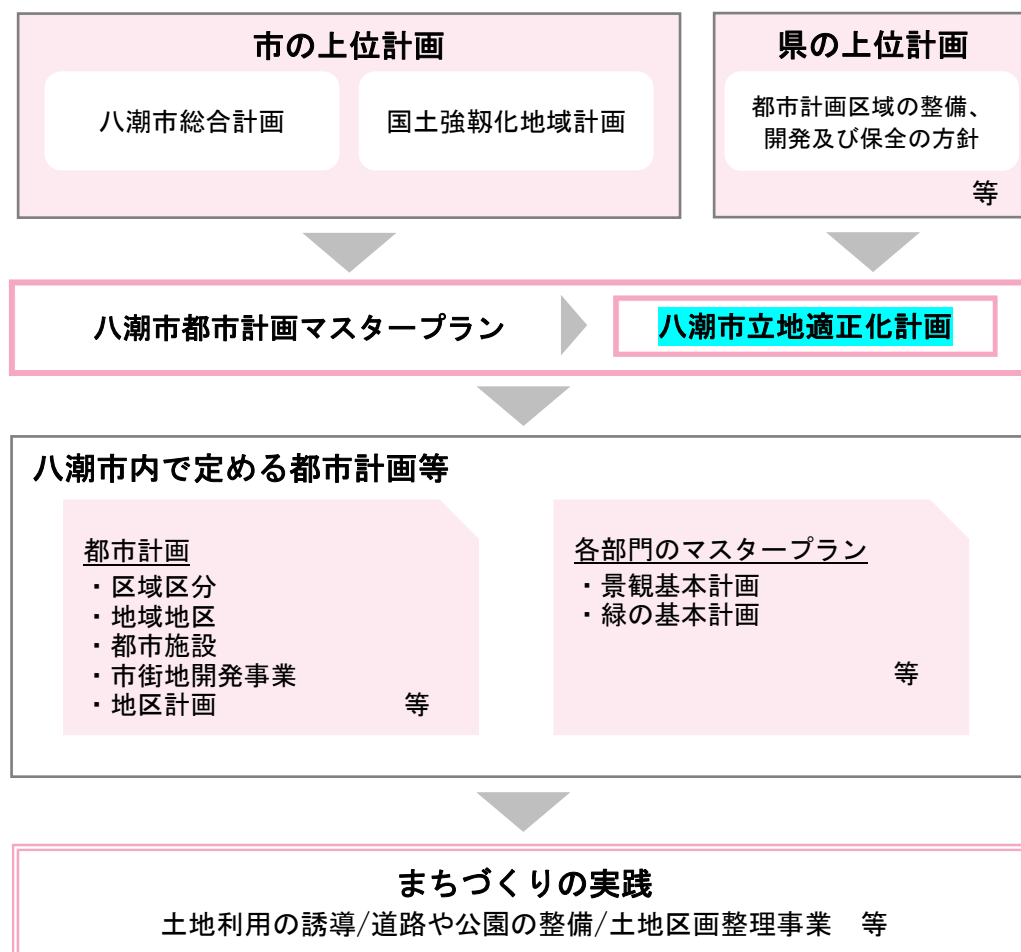 市の上位計画
八潮市総合計画
国土強靱化地域計画
県の上位計画
都市計画区域の整備、
開発及び保全の方針
等
八潮市都市計画マスタープラン
八潮市立地適正化計画
八潮市内で定める都市計画等
都市計画
・区域区分
・地域地区
・都市施設
・市街地開発事業
・地区計画 等
各部門のマスタープラン
・景観基本計画
・緑の基本計画
等
まちづくりの実践
土地利用の誘導/道路や公園の整備/土地区画整理事業 等